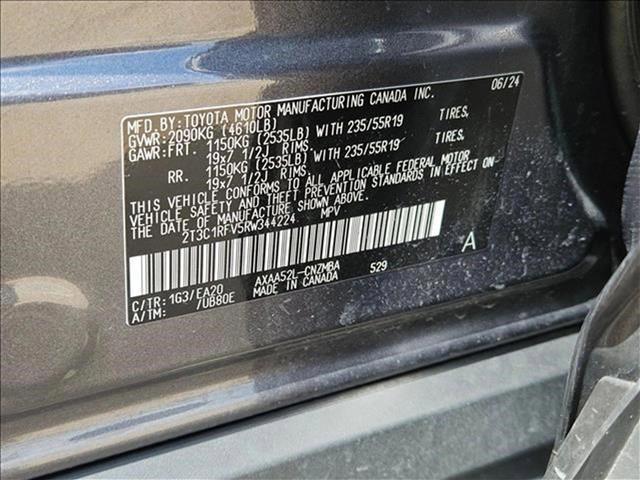 MFD.BY:TOYOTA MOTOR MANUFACTURING CANADA INC. 06/24
GVWR:2090KG (4610LB)
GAWR:FRT. 1150KG (2535LB) WITH 235/55R19 TIRES,
19x7 1/2J RIMS
RR. 1150KG (2535LB) WITH 235/55R19 TIRES,
19x7 1/2J RIMS
THIS VEHICLE CONFORMS TO ALL APPLICABLE FEDERAL MOTOR
VEHICLE SAFETY AND THEFT PREVENTION STANDARDS IN EFFECT ON
THE DATE OF MANUFACTURE SHOWN ABOVE.
2T3C1RFV5RW344224 MPV
A
C/TR:1G3/EA20 AXAA52L-CNZMBA 529
A/TM: /UB80E MADE IN CANADA